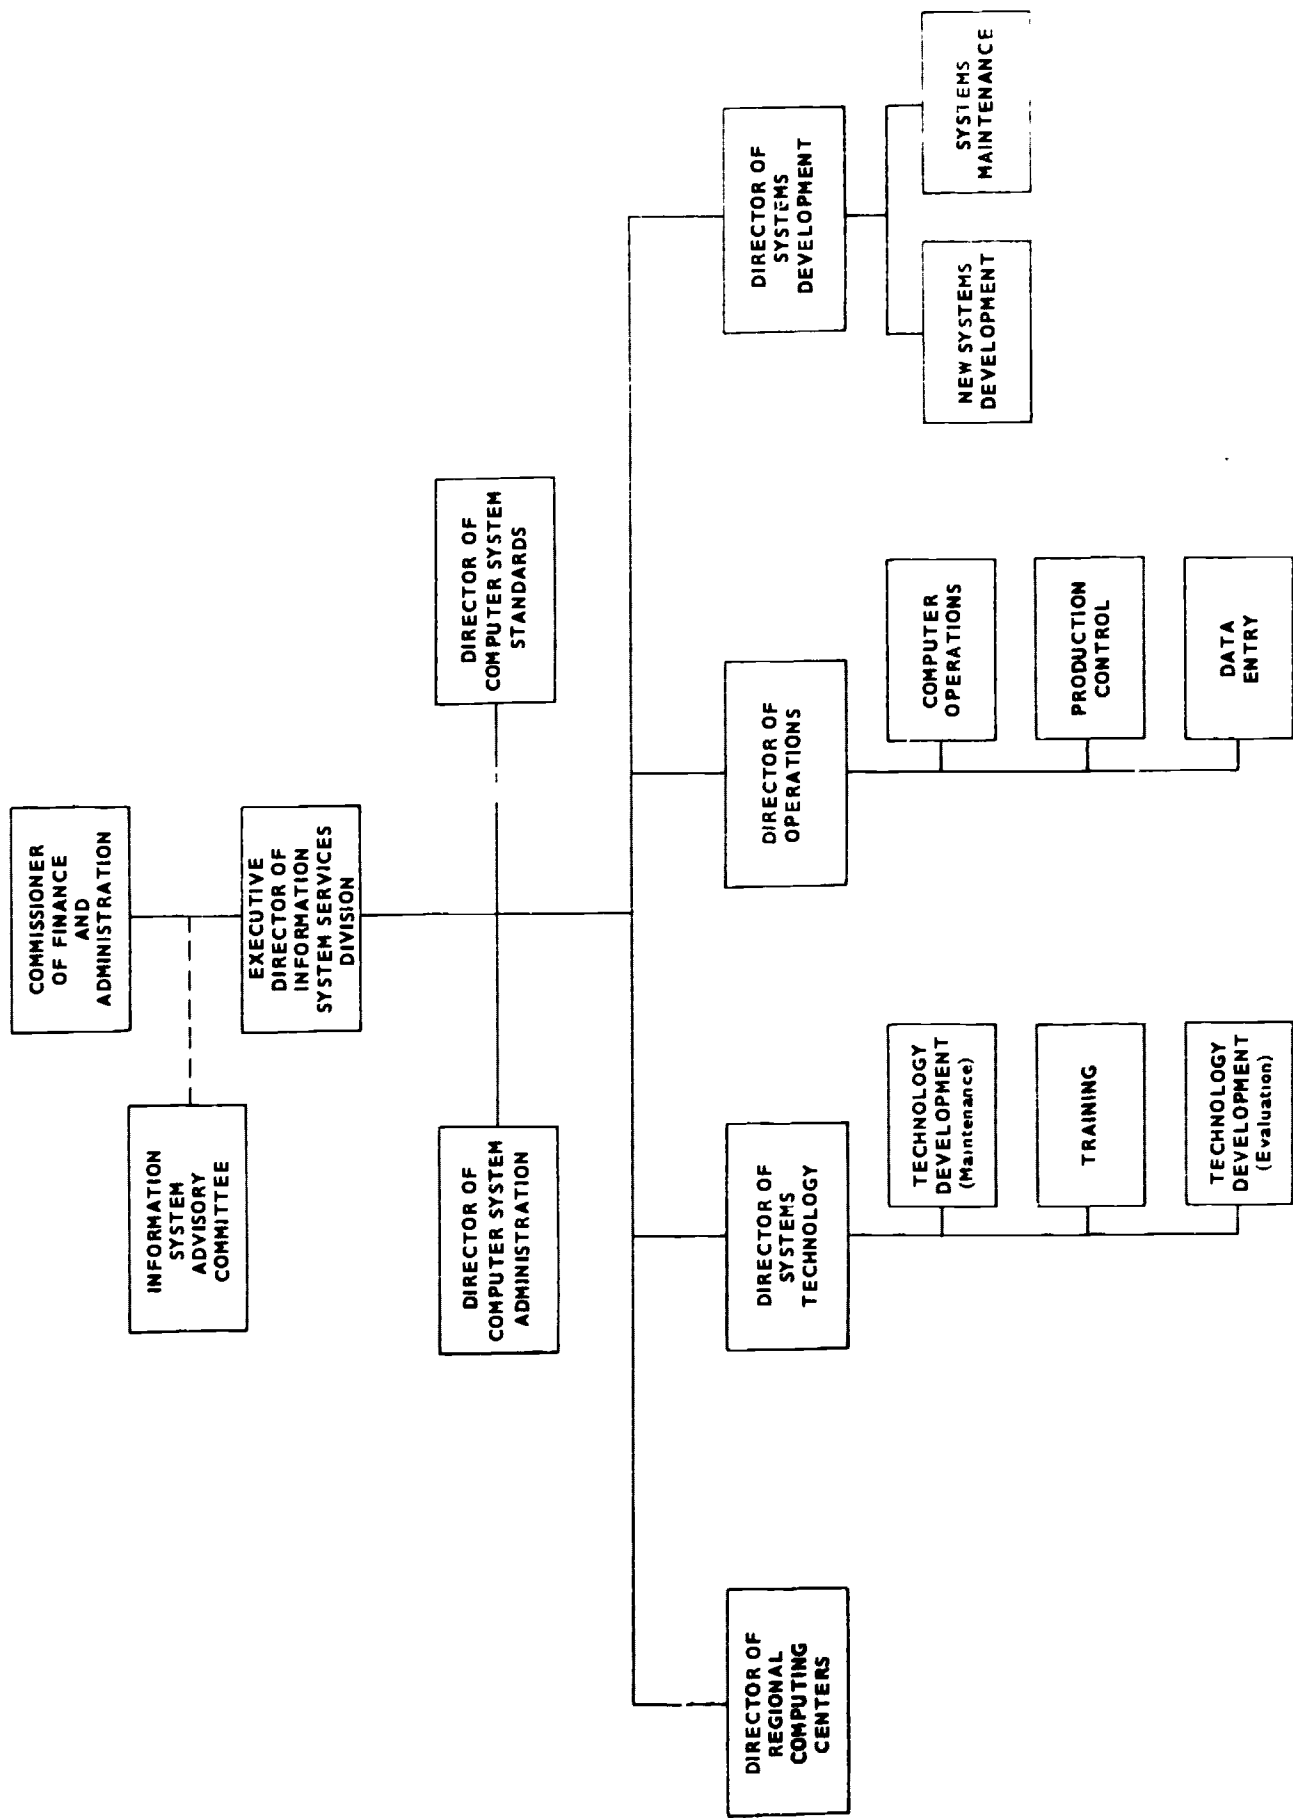 COMMISSIONER
OF FINANCE
AND
ADMINISTRATION
INFORMATION
SYSTEM
ADVISORY
COMMITTEE
EXECUTIVE
DIRECTOR OF
INFORMATION
SYSTEM SERVICES
DIVISION
DIRECTOR OF
COMPUTER SYSTEM
ADMINISTRATION
DIRECTOR OF
COMPUTER SYSTEM
STANDARDS
DIRECTOR OF
REGIONAL
COMPUTING
CENTERS
DIRECTOR OF
SYSTEMS
TECHNOLOGY
DIRECTOR OF
OPERATIONS
DIRECTOR OF
SYSTEMS
DEVELOPMENT
TECHNOLOGY
DEVELOPMENT
(Maintenance)
TRAINING
TECHNOLOGY
DEVELOPMENT
(Evaluation)
COMPUTER
OPERATIONS
PRODUCTION
CONTROL
DATA
ENTRY
NEW SYSTEMS
DEVELOPMENT
SYSTEMS
MAINTENANCE